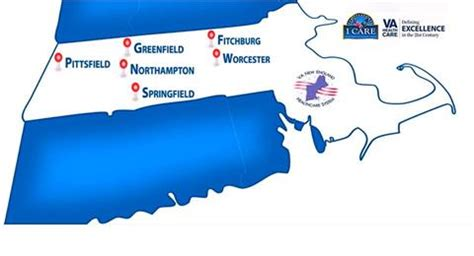 I CARE
VA
HEALTH
CARE
Defining
EXCELLENCE
in the 21st Century
PITTSFIELD
GREENFIELD
NORTHAMPTON
SPRINGFIELD
FITCHBURG
WORCESTER
VA NEW ENGLAND
HEALTHCARE SYSTEM